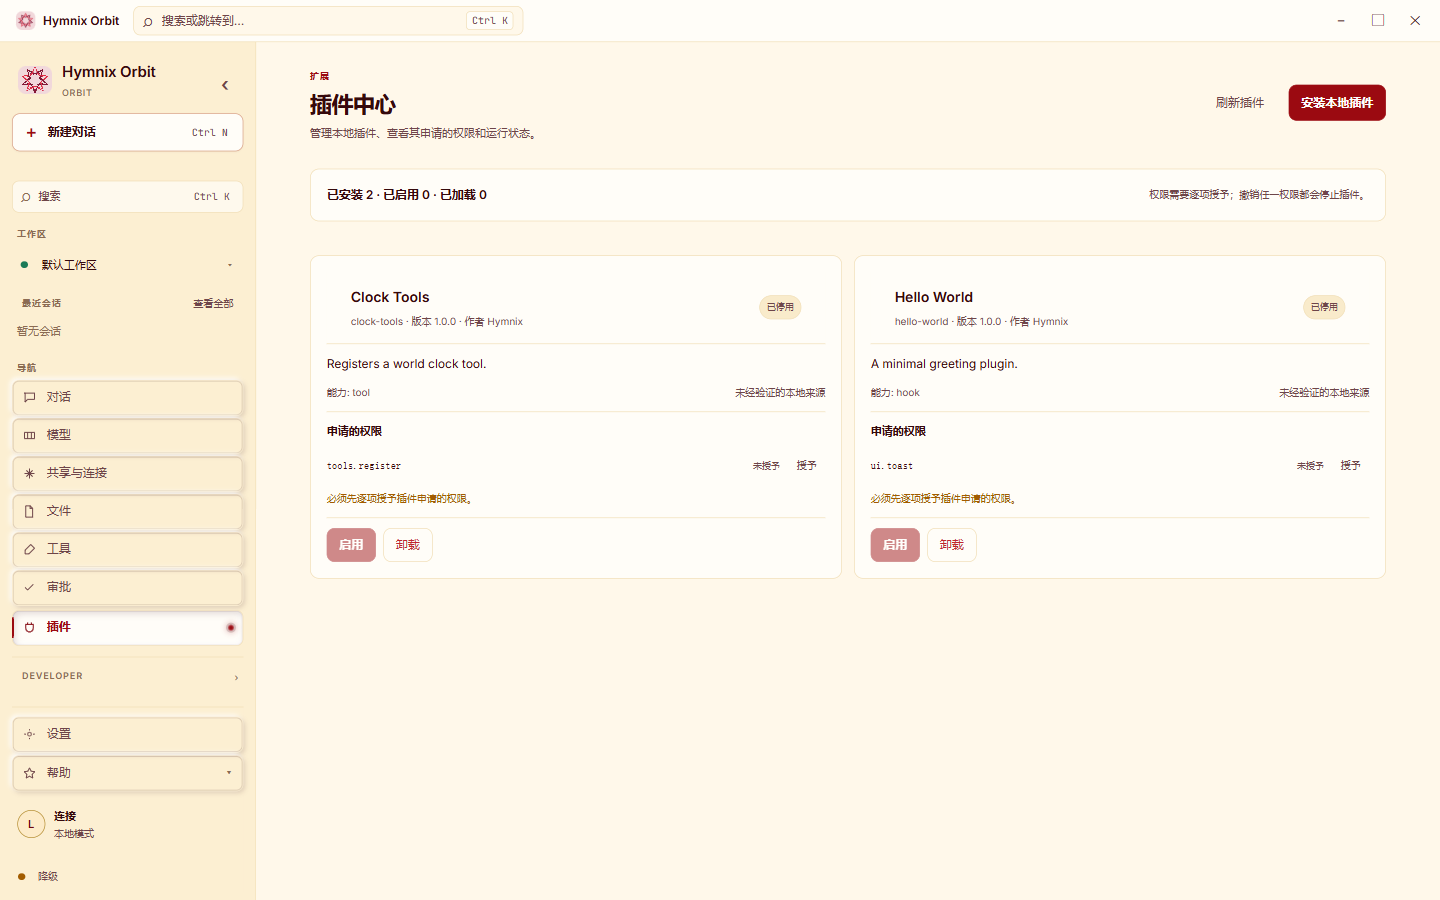 Hymnix Orbit
搜索或跳转到...
Ctrl K
Hymnix Orbit
ORBIT
新建对话
Ctrl N
搜索
Ctrl K
工作区
默认工作区
最近会话
查看全部
暂无会话
导航
对话
模型
共享与连接
文件
工具
审批
插件
DEVELOPER
设置
帮助
L
连接
本地模式
降级
扩展
插件中心
管理本地插件、查看其申请的权限和运行状态。
刷新插件
安装本地插件
已安装 2 · 已启用 0 · 已加载 0
权限需要逐项授予；撤销任一权限都会停止插件。
Clock Tools
clock-tools · 版本 1.0.0 · 作者 Hymnix
已停用
Registers a world clock tool.
能力: tool
未经验证的本地来源
申请的权限
tools.register
未授予
授予
必须先逐项授予插件申请的权限。
启用
卸载
Hello World
hello-world · 版本 1.0.0 · 作者 Hymnix
已停用
A minimal greeting plugin.
能力: hook
未经验证的本地来源
申请的权限
ui.toast
未授予
授予
必须先逐项授予插件申请的权限。
启用
卸载